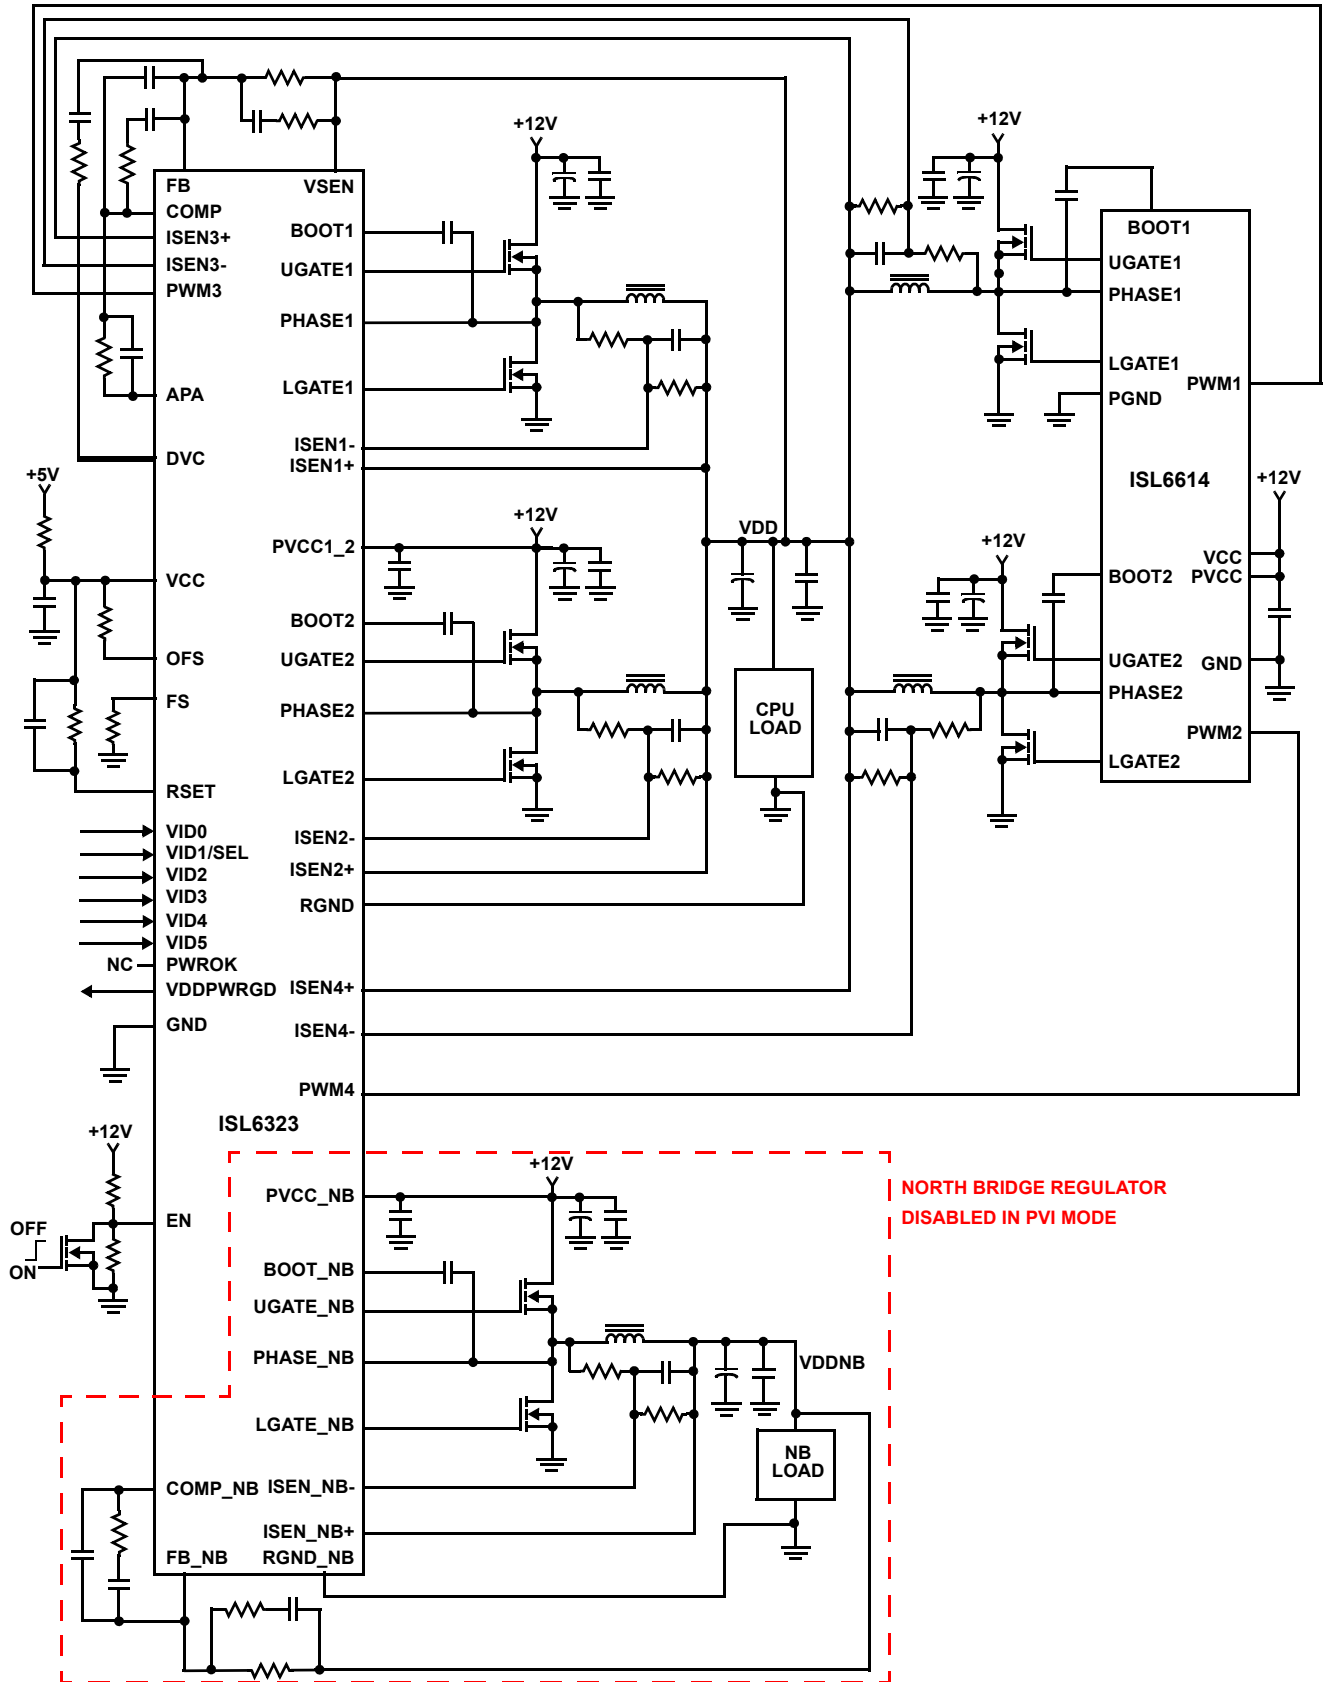 +12V
+12V
FB
VSEN
COMP
ISEN3+
ISEN3-
PWM3
APA
DVC
BOOT1
UGATE1
PHASE1
LGATE1
ISEN1-
ISEN1+
BOOT1
UGATE1
PHASE1
LGATE1
PGND
PWM1
ISL6614
+12V
+5V
+12V
VDD
+12V
PVCC1_2
VCC
OFS
FS
RSET
BOOT2
UGATE2
PHASE2
LGATE2
ISEN2-
ISEN2+
RGND
CPU
LOAD
VCC
PVCC
BOOT2
GND
UGATE2
PHASE2
PWM2
LGATE2
VID0
VID1/SEL
VID2
VID3
VID4
VID5
NC
PWROK
VDDPWRGD
GND
ISEN4+
ISEN4-
PWM4
ISL6323
+12V
OFF
ON
EN
+12V
NORTH BRIDGE REGULATOR
DISABLED IN PVI MODE
PVCC_NB
BOOT_NB
UGATE_NB
PHASE_NB
LGATE_NB
VDDNB
NB
LOAD
COMP_NB
ISEN_NB-
ISEN_NB+
FB_NB
RGND_NB